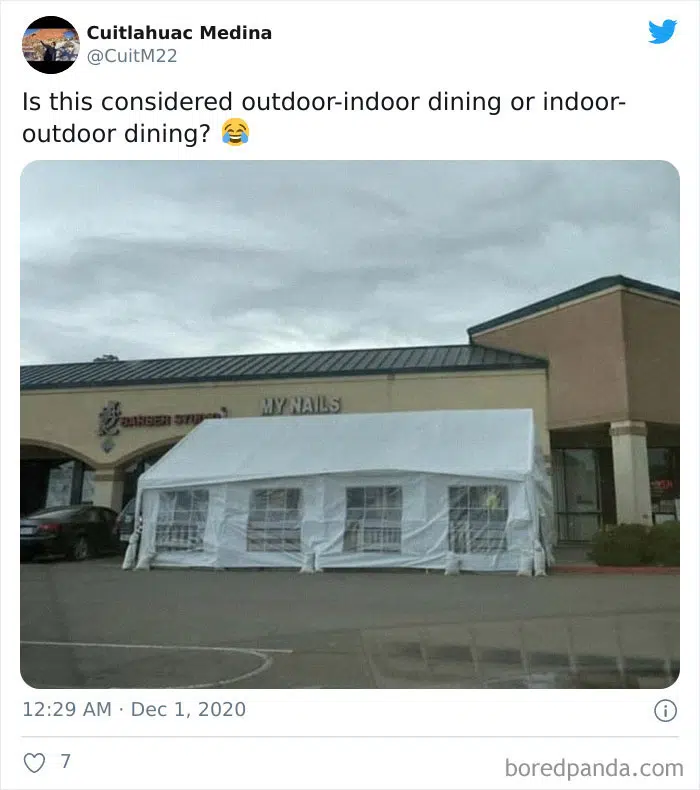 Cuitlahuac Medina
@CuitM22
Is this considered outdoor-indoor dining or indoor-
outdoor dining? 😂
BARBER STUDIO
MY NAILS
12:29 AM · Dec 1, 2020
7
boredpanda.com